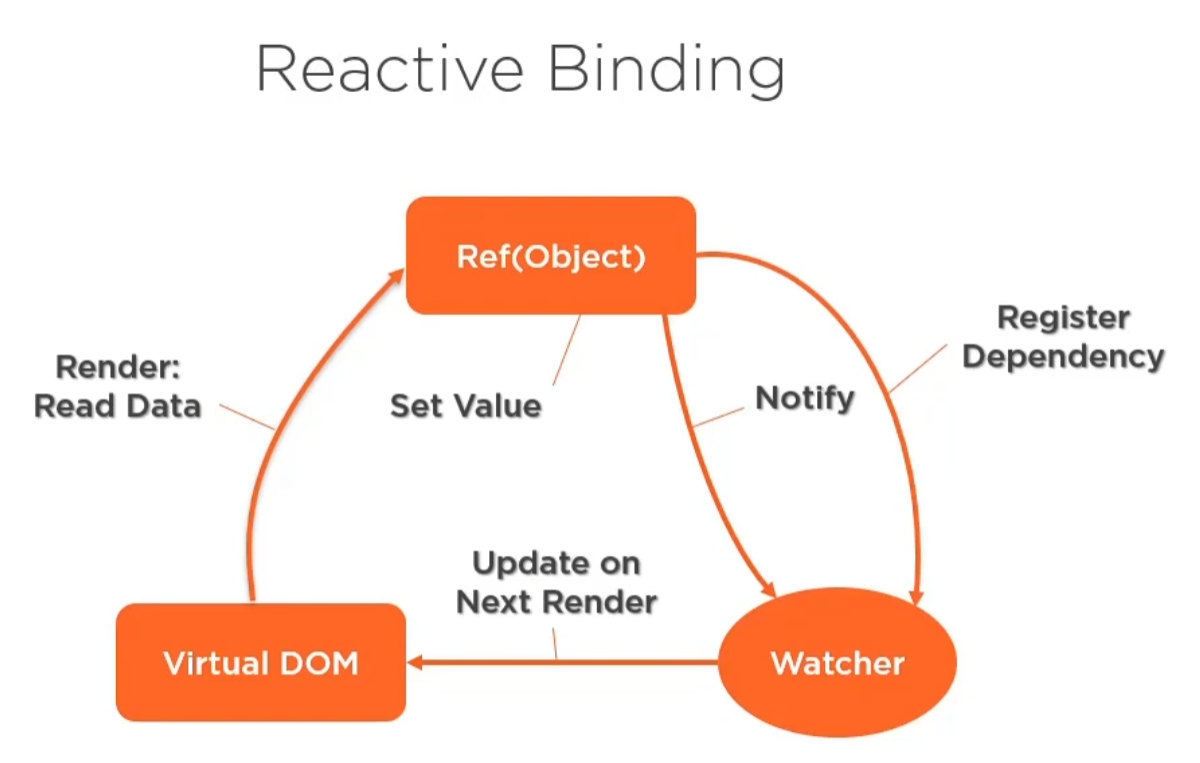 Reactive Binding
Ref(Object)
Register
Dependency
Render:
Read Data
Set Value
Notify
Update on
Next Render
Virtual DOM
Watcher